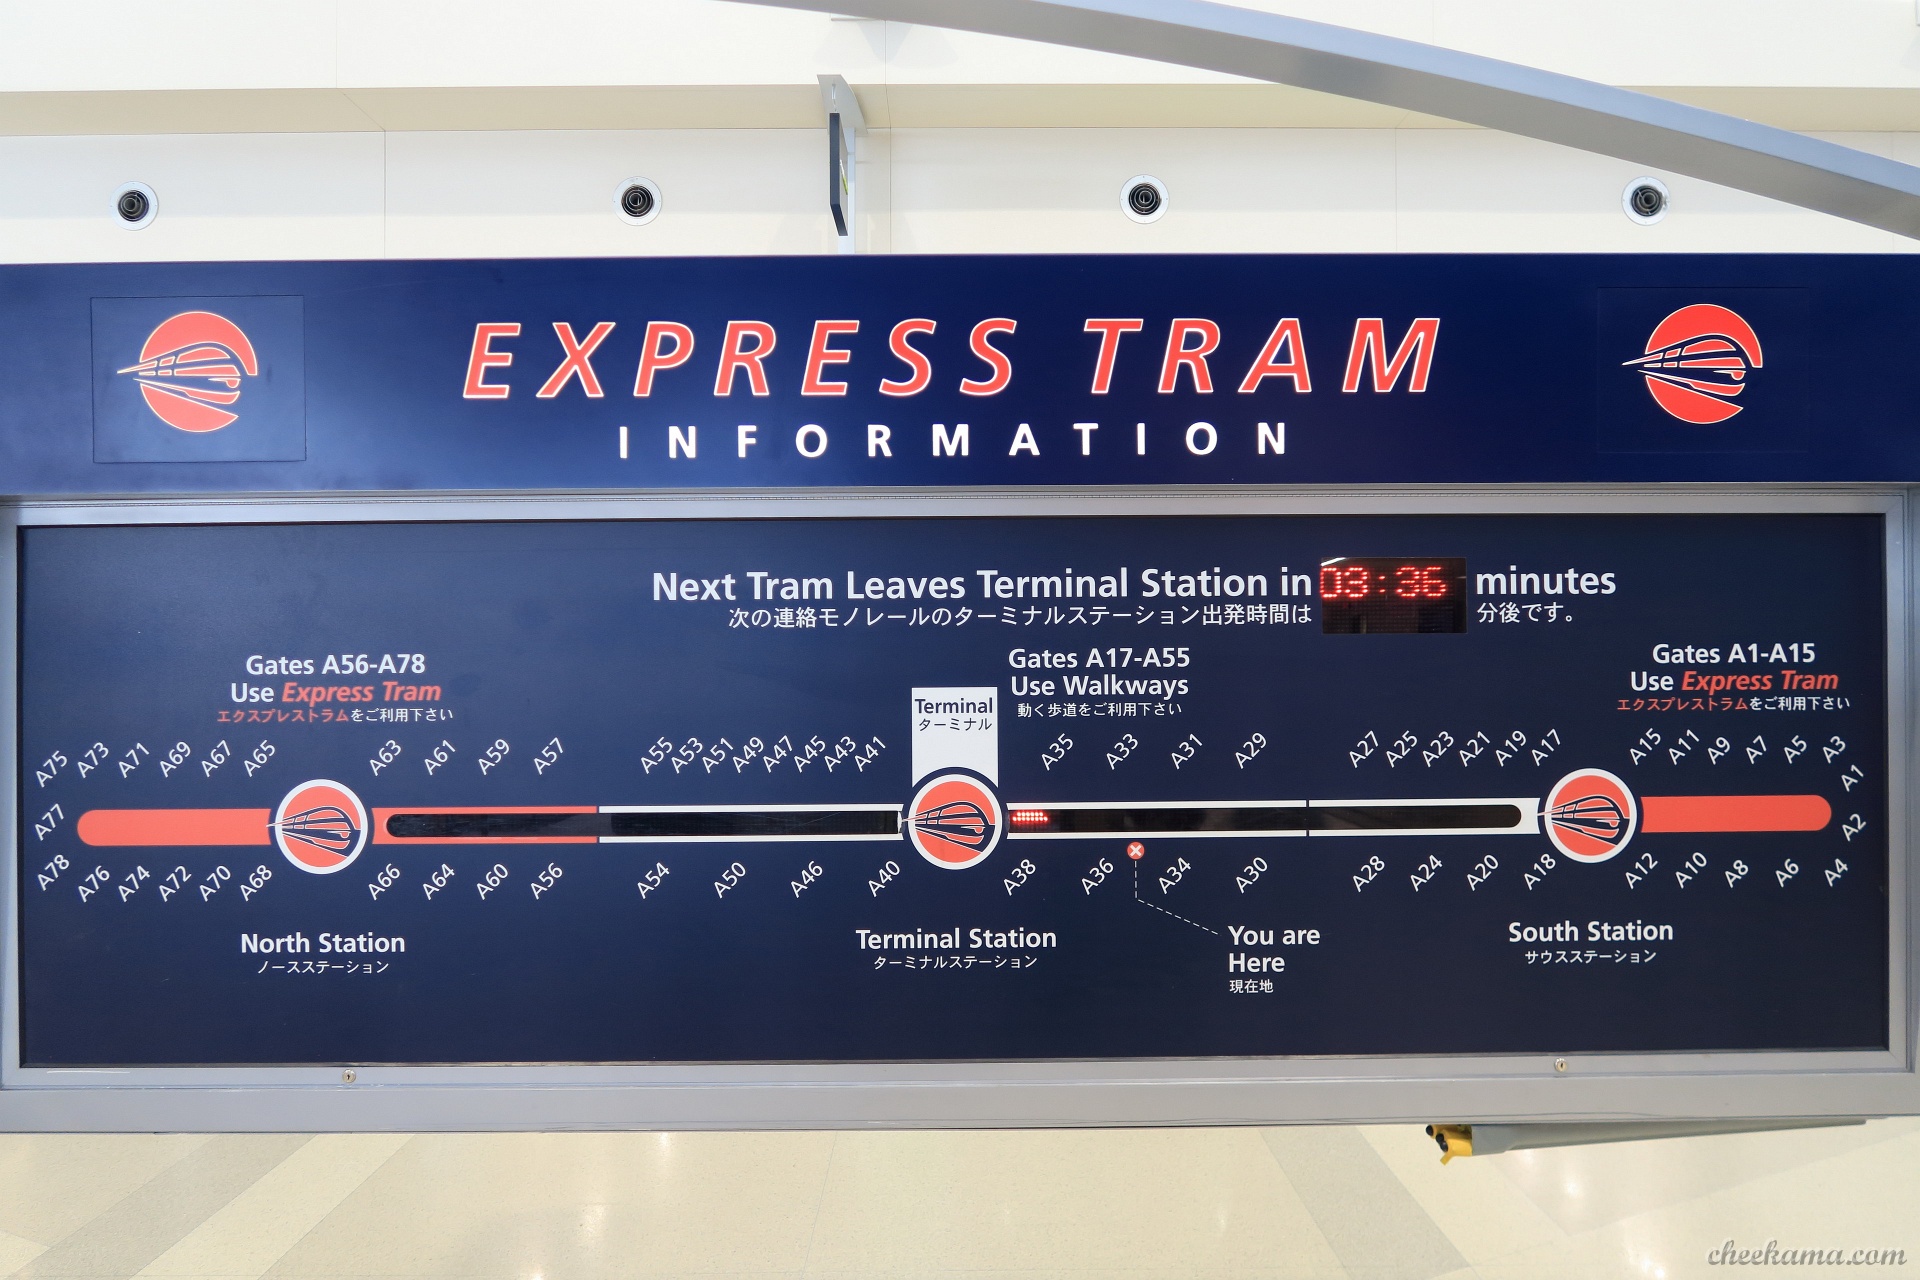 EXPRESS TRAM
INFORMATION
Next Tram Leaves Terminal Station in 03:36 minutes
次の連絡モノレールのターミナルステーション出発時間は 分後です。
Gates A56-A78
Use Express Tram
エクスプレストラムをご利用下さい
Terminal
ターミナル
Gates A17-A55
Use Walkways
動く歩道をご利用下さい
Gates A1-A15
Use Express Tram
エクスプレストラムをご利用下さい
A75 A73 A71 A69 A67 A65 A63 A61 A59 A57 A55 A53 A51 A49 A47 A45 A43 A41 A35 A33 A31 A29 A27 A25 A23 A21 A19 A17 A15 A11 A9 A7 A5 A3
A77 A1
A2
A78 A76 A74 A72 A70 A68 A66 A64 A60 A56 A54 A50 A46 A40 A38 A36 A34 A30 A28 A24 A20 A18 A12 A10 A8 A6 A4
North Station
ノースステーション
Terminal Station
ターミナルステーション
You are
Here
現在地
South Station
サウスステーション
cheekama.com